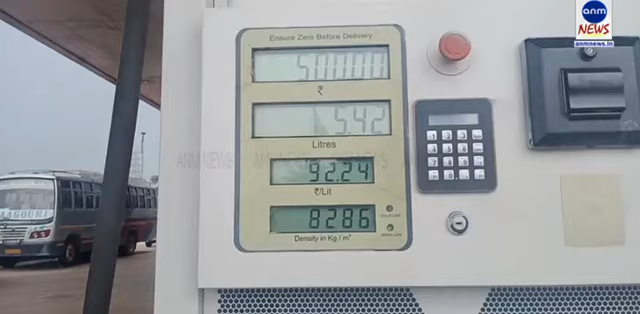 anm
NEWS
anmnews.in
Ensure Zero Before Delivery
500.00
₹
5.42
Litres
ANM NEWS
92.24
₹/Lit
828.6
Density in Kg / m³
AAGOURI